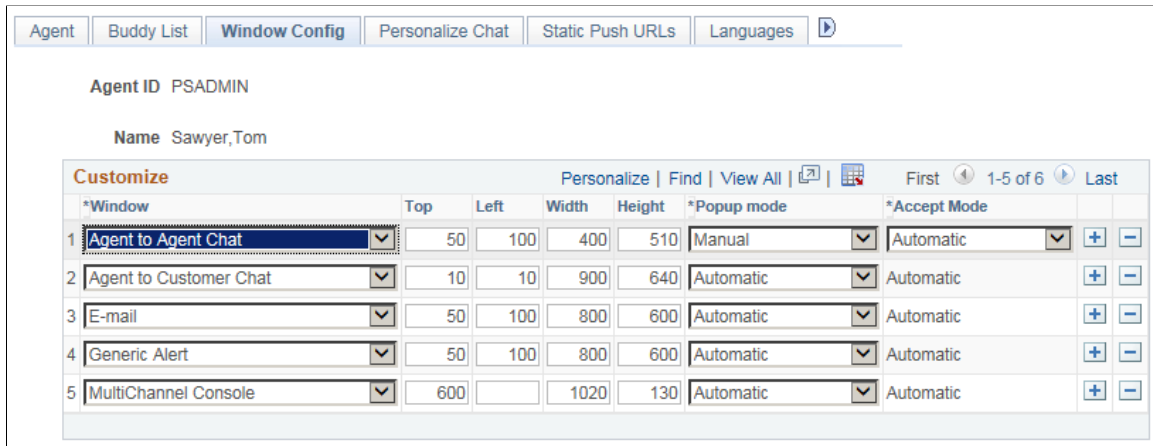 Agent Buddy List Window Config Personalize Chat Static Push URLs Languages
Agent ID PSADMIN
Name Sawyer,Tom
Customize Personalize | Find | View All | | First 1-5 of 6 Last
*Window Top Left Width Height *Popup mode *Accept Mode
1 Agent to Agent Chat 50 100 400 510 Manual Automatic + −
2 Agent to Customer Chat 10 10 900 640 Automatic Automatic + −
3 E-mail 50 100 800 600 Automatic Automatic + −
4 Generic Alert 50 100 800 600 Automatic Automatic + −
5 MultiChannel Console 600 1020 130 Automatic Automatic + −